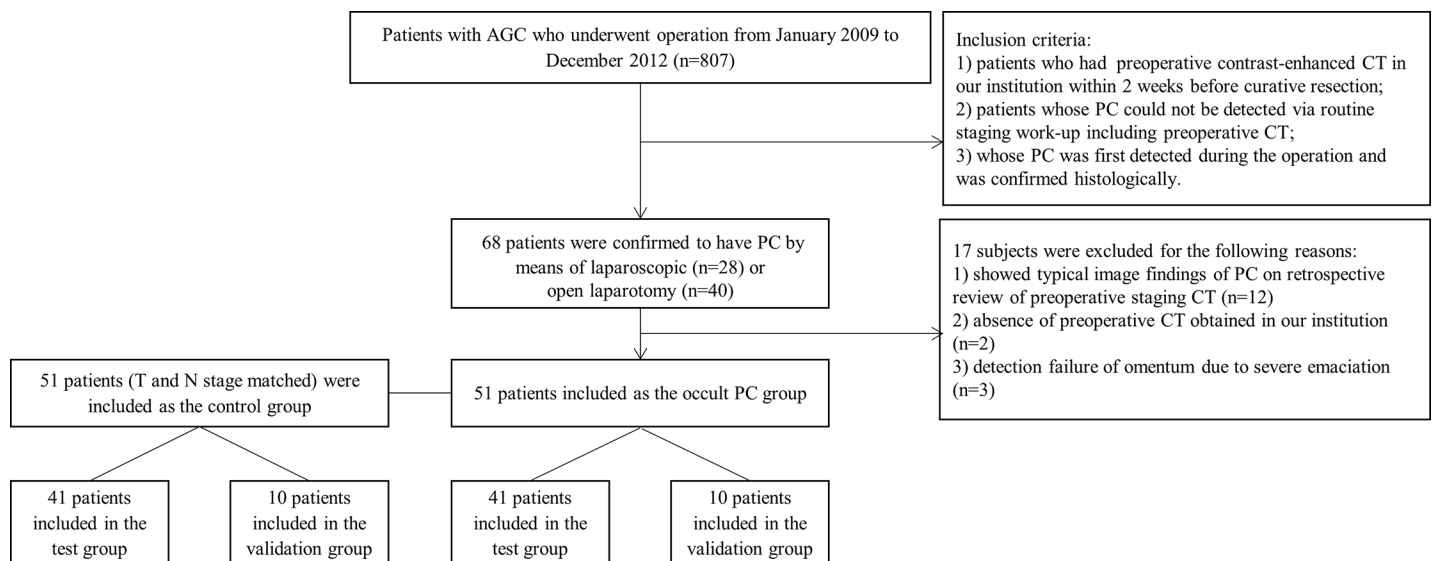 Patients with AGC who underwent operation from January 2009 to
December 2012 (n=807)
Inclusion criteria:
1) patients who had preoperative contrast-enhanced CT in
our institution within 2 weeks before curative resection;
2) patients whose PC could not be detected via routine
staging work-up including preoperative CT;
3) whose PC was first detected during the operation and
was confirmed histologically.
68 patients were confirmed to have PC by
means of laparoscopic (n=28) or
open laparotomy (n=40)
17 subjects were excluded for the following reasons:
1) showed typical image findings of PC on retrospective
review of preoperative staging CT (n=12)
2) absence of preoperative CT obtained in our institution
(n=2)
3) detection failure of omentum due to severe emaciation
(n=3)
51 patients (T and N stage matched) were
included as the control group
51 patients included as the occult PC group
41 patients
included in the
test group
10 patients
included in the
validation group
41 patients
included in the
test group
10 patients
included in the
validation group